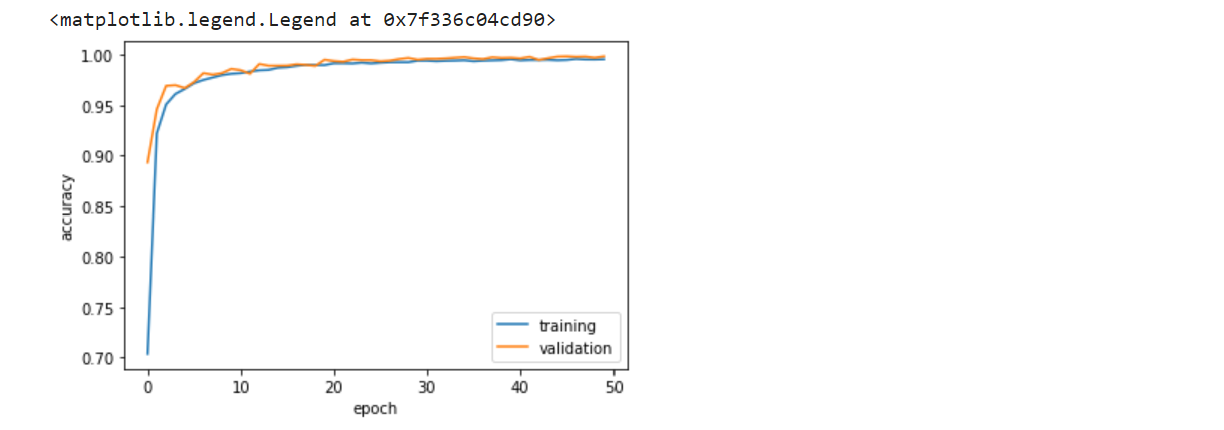 <matplotlib.legend.Legend at 0x7f336c04cd90>
1.00
0.95
0.90
0.85
0.80
0.75
0.70
accuracy
training
validation
0 10 20 30 40 50
epoch